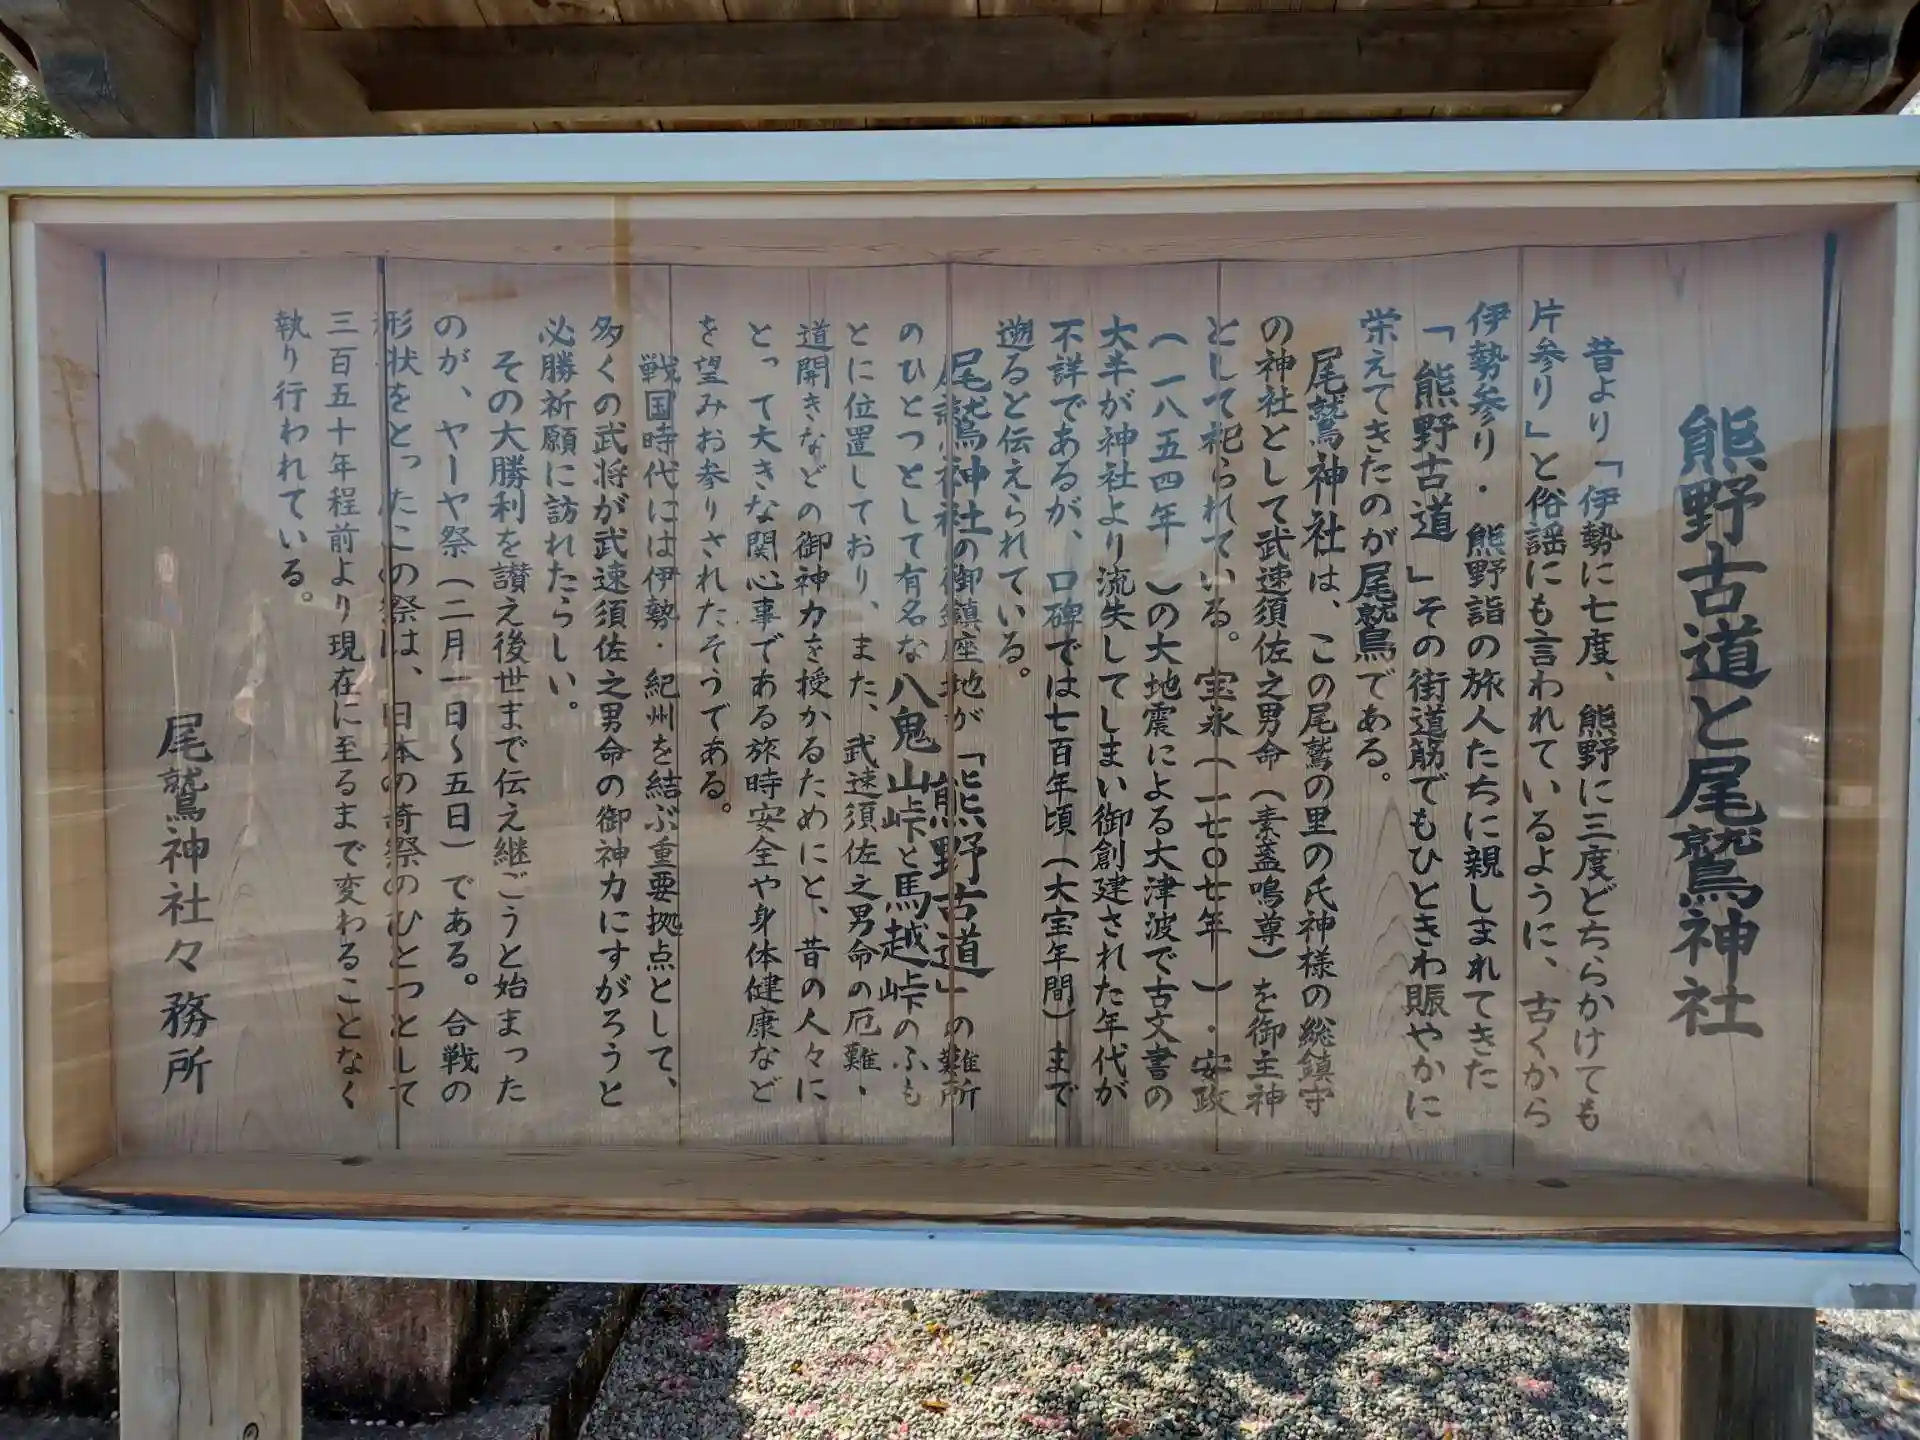 熊野古道と尾鷲神社
昔より「伊勢に七度、熊野に三度どちらかけても
片参り」と俗謡にも言われているように、古くから
伊勢参り・熊野詣の旅人たちに親しまれてきた
「熊野古道」その街道筋でもひときわ賑やかに
栄えてきたのが尾鷲である。
尾鷲神社は、この尾鷲の里の氏神様の総鎮守
の神社として武速須佐之男命（素盞嗚尊）を御主神
として祀られている。宝永（一七〇七年）・安政
（一八五四年）の大地震による大津波で古文書の
大半が神社より流失してしまい御創建された年代が
不詳であるが、口碑では七百年頃（大宝年間）まで
遡ると伝えられている。
尾鷲神社の御鎮座地が「熊野古道」の難所
のひとつとして有名な八鬼山峠と馬越峠のふも
とに位置しており、また、武速須佐之男命の厄難、
道開きなどの御神力を授かるためにと、昔の人々に
とって大きな関心事である旅時安全や身体健康など
を望みお参りされたそうである。
戦国時代には伊勢・紀州を結ぶ重要拠点として、
多くの武将が武速須佐之男命の御神力にすがろうと
必勝祈願に訪れたらしい。
その大勝利を讃え後世まで伝え継ごうと始まった
のが、ヤーヤ祭（二月一日～五日）である。合戦の
形状をとったこの祭は、日本の奇祭のひとつとして
三百五十年程前より現在に至るまで変わることなく
執り行われている。
尾鷲神社々務所